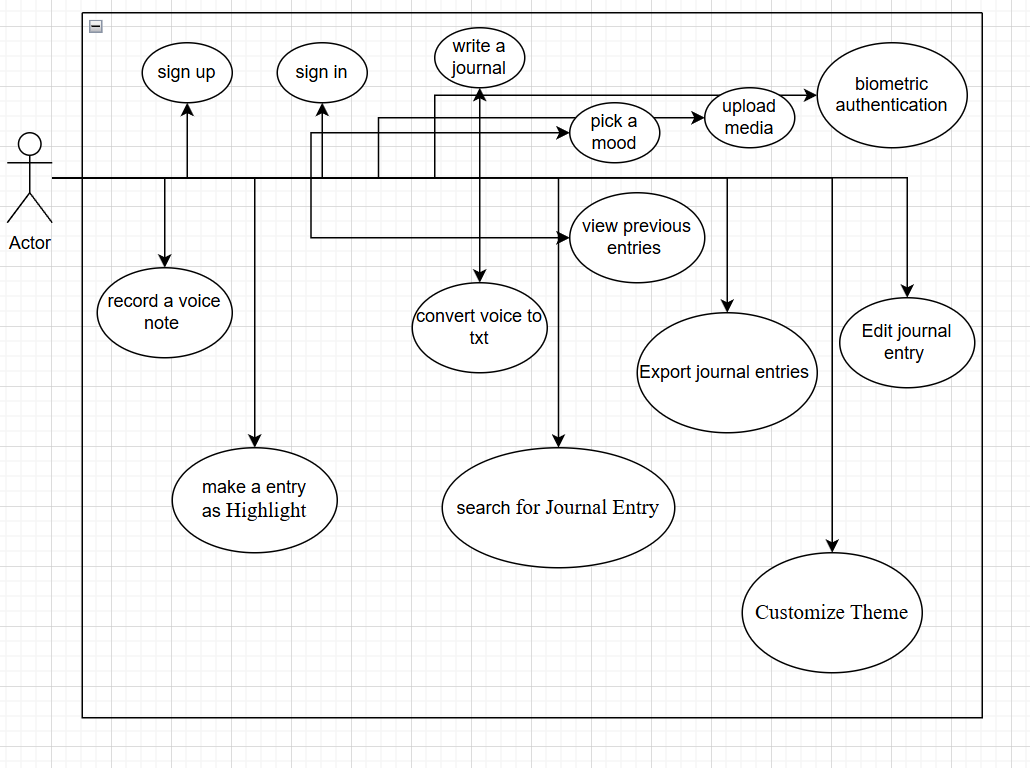 sign up
sign in
write a
journal
pick a
mood
upload
media
biometric
authentication
Actor
view previous
entries
record a voice
note
convert voice to
txt
Export journal entries
Edit journal
entry
make a entry
as Highlight
search for Journal Entry
Customize Theme